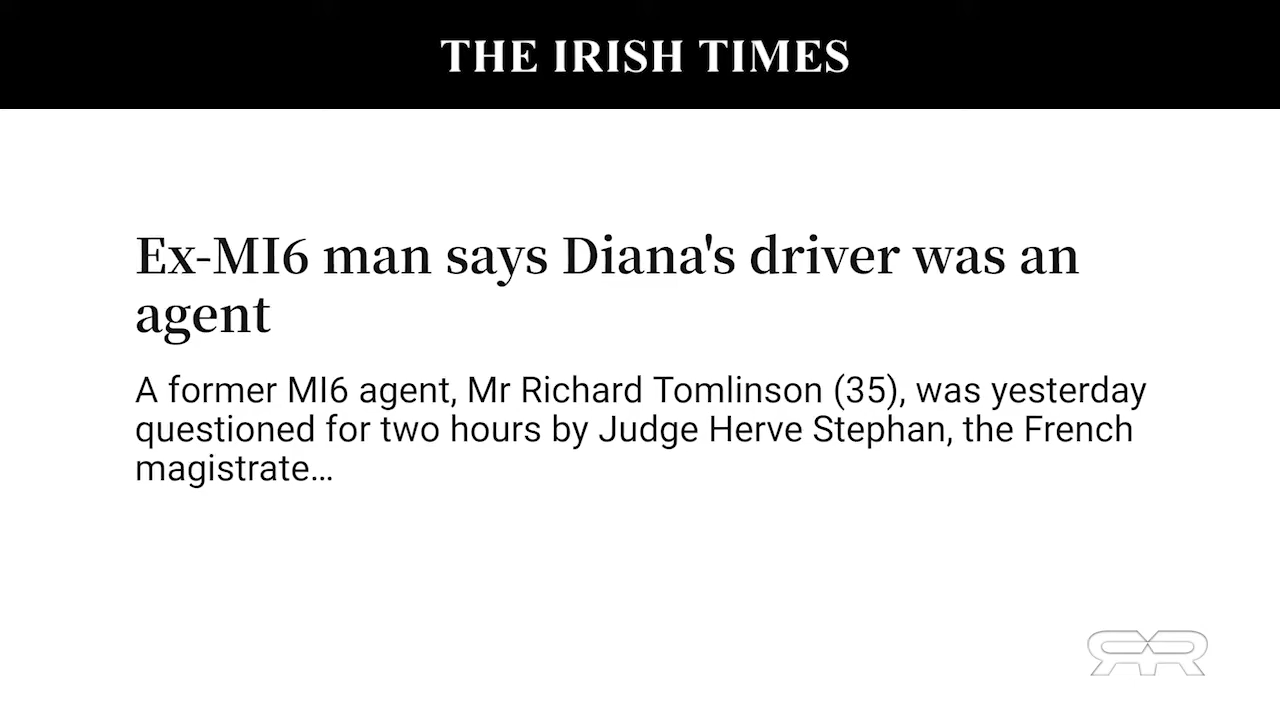 THE IRISH TIMES
Ex-MI6 man says Diana's driver was an
agent
A former MI6 agent, Mr Richard Tomlinson (35), was yesterday
questioned for two hours by Judge Herve Stephan, the French
magistrate…
RR